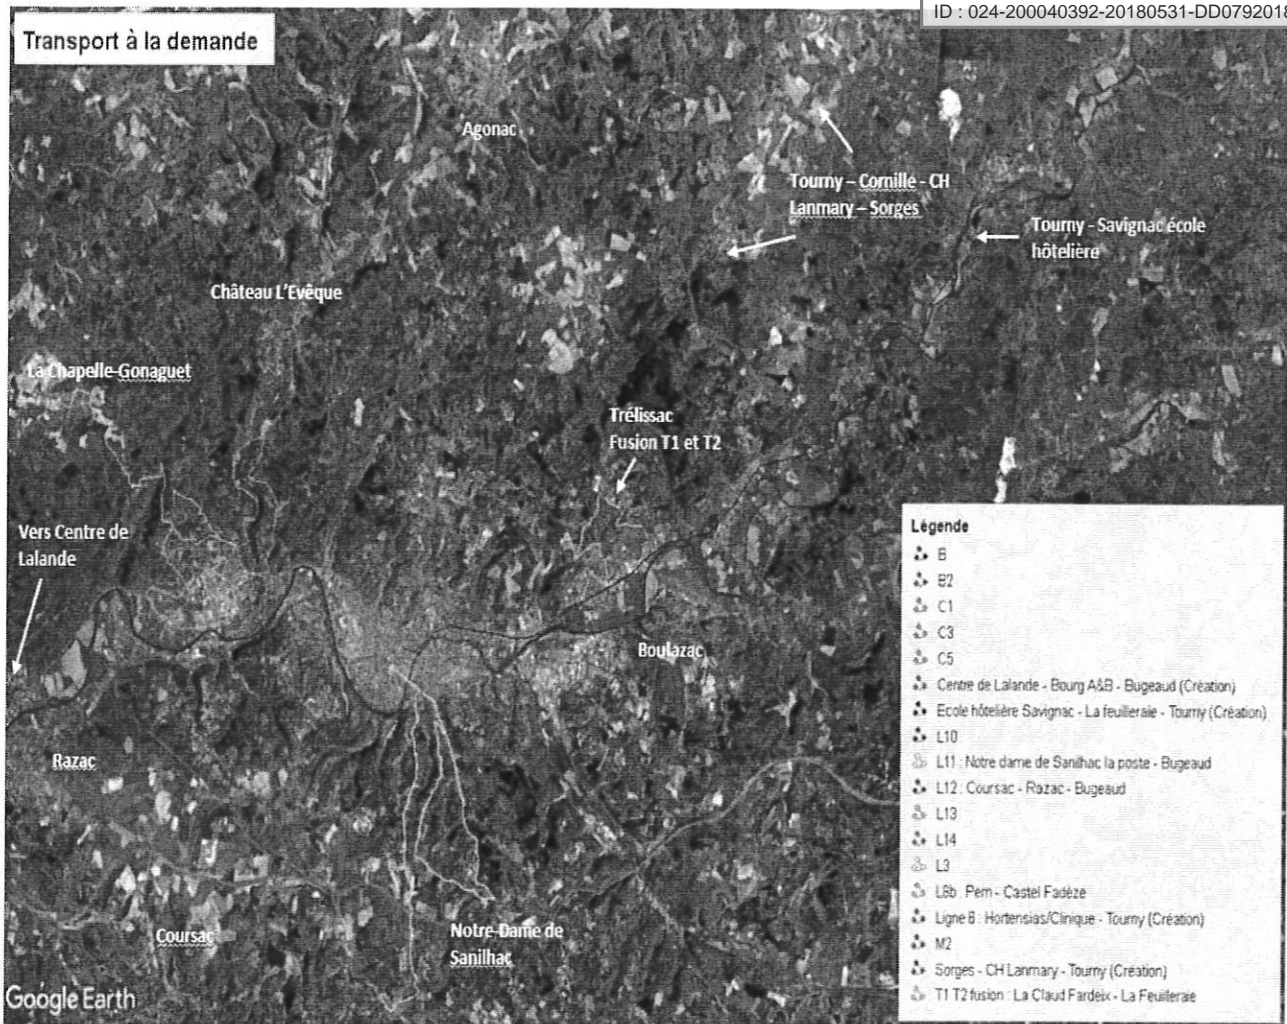 ID : 024-200040392-20180531-DD0792018
Transport à la demande
Agonac
Tourny – Cornille - CH
Lanmary – Sorges
Tourny - Savignac école
hôtelière
Château L'Evêque
La Chapelle-Gonaguet
Trélissac
Fusion T1 et T2
Vers Centre de
Lalande
Boulazac
Razac
Coursac
Notre-Dame de
Sanilhac
Google Earth
Légende
B
B2
C1
C3
C5
Centre de Lalande - Bourg A&B - Bugeaud (Création)
Ecole hôtelière Savignac - La feuilleraie - Tourny (Création)
L10
L11 : Notre dame de Sanilhac la poste - Bugeaud
L12 : Coursac - Razac - Bugeaud
L13
L14
L3
L8b : Pem - Castel Fadèze
Ligne 6 : Hortensias/Clinique - Tourny (Création)
M2
Sorges - CH Lanmary - Tourny (Création)
T1 T2 fusion : La Claud Fardeix - La Feuilleraie